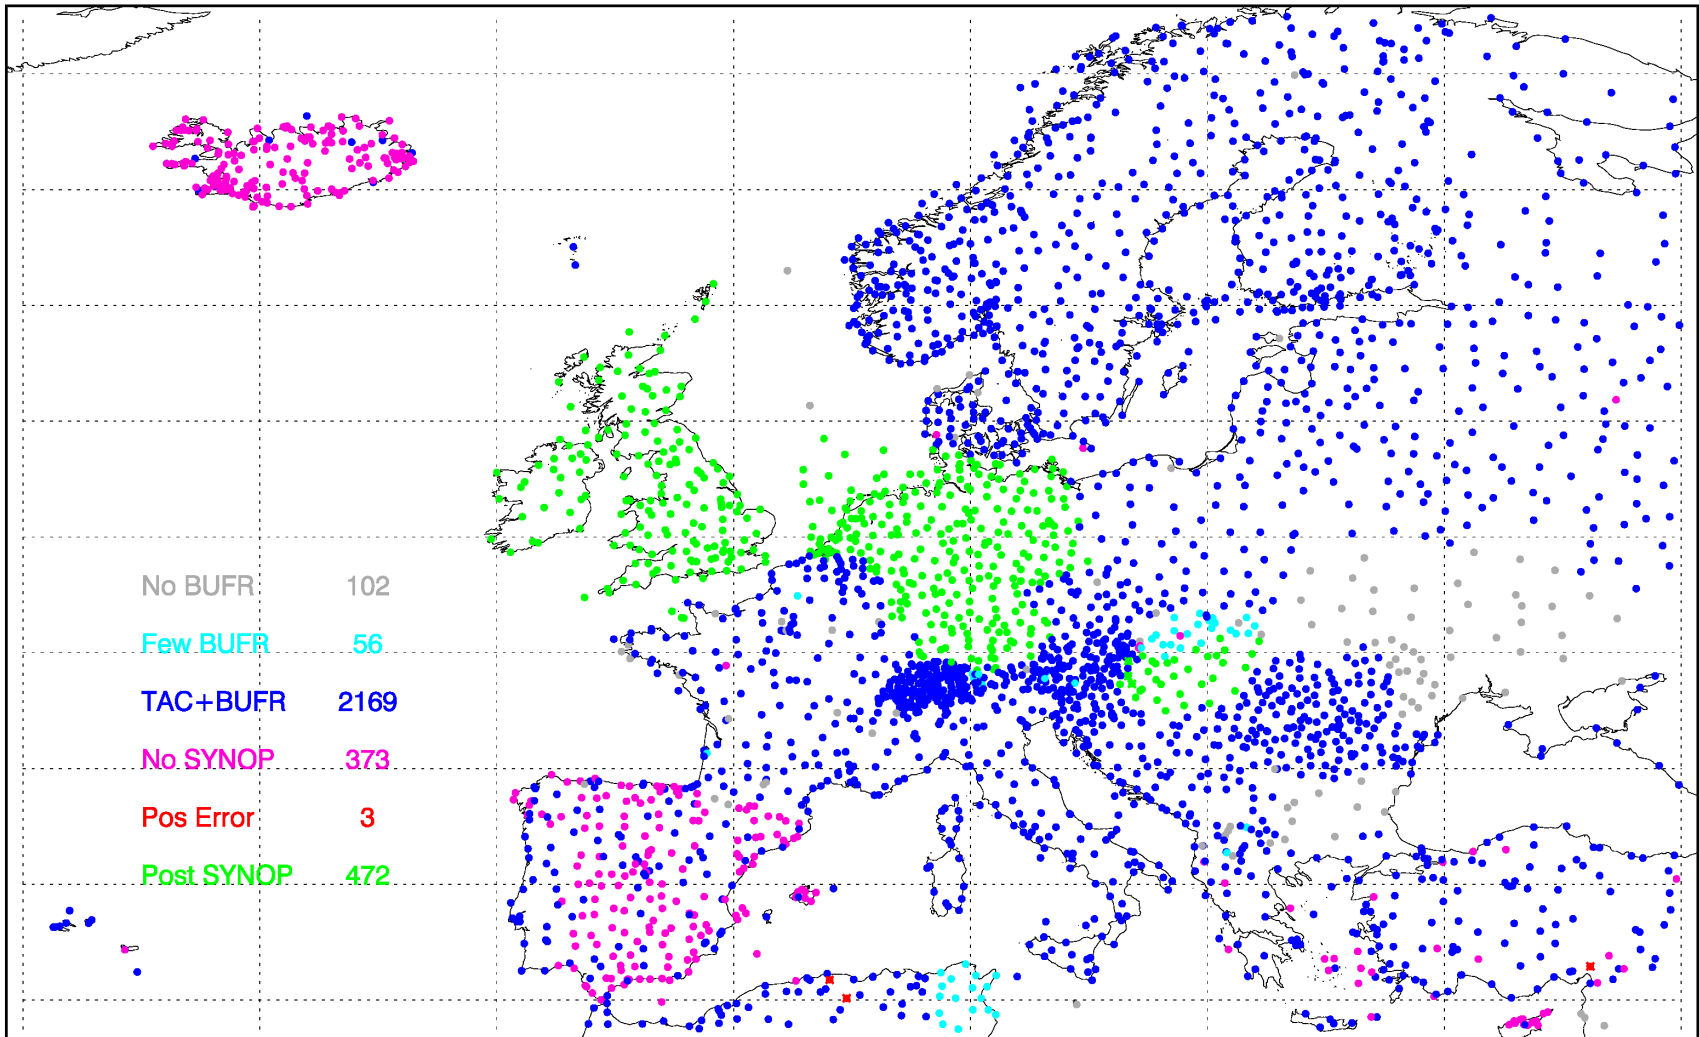 No BUFR 102
Few BUFR 56
TAC+BUFR 2169
No SYNOP 373
Pos Error 3
Post SYNOP 472